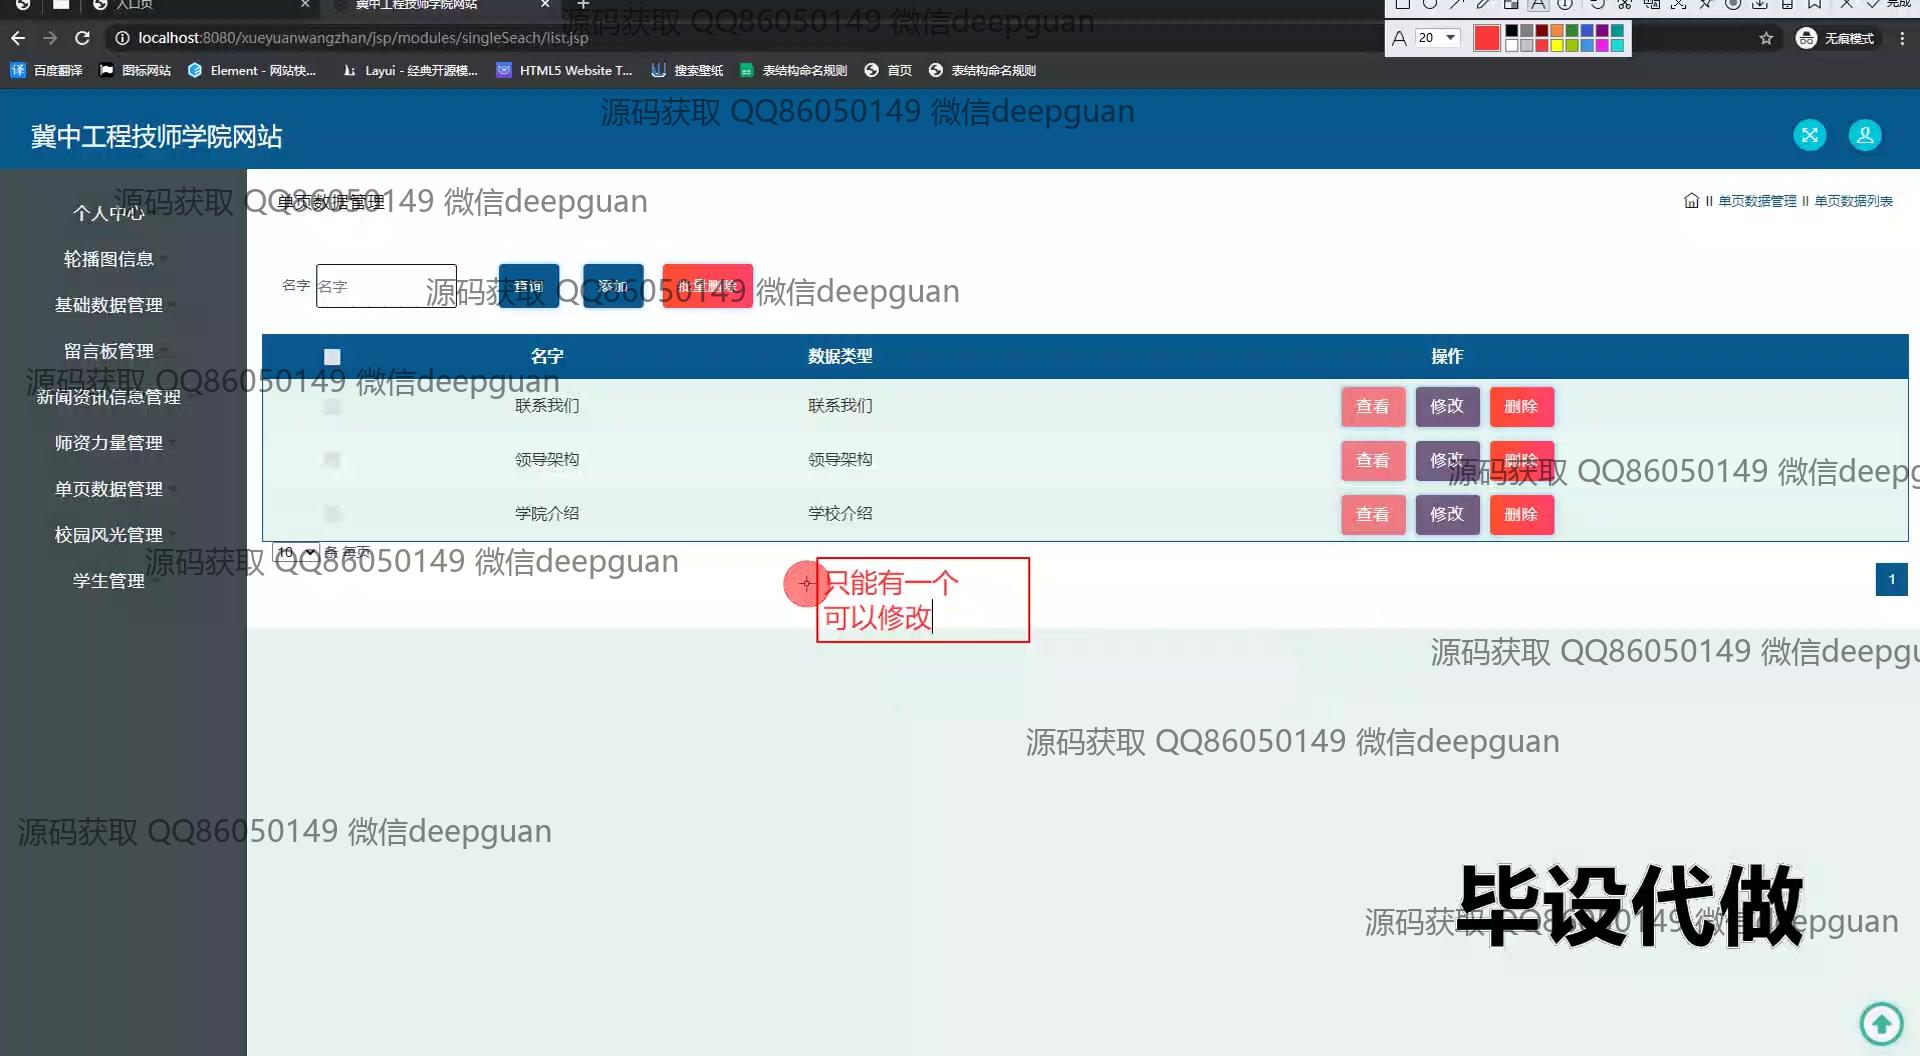 入口页
冀中工程技师学院网站
源码获取 QQ86050149 微信deepguan
完成
localhost:8080/xueyuanwangzhan/jsp/modules/singleSeach/list.jsp
A 20
无痕模式
百度翻译 图标网站 Element - 网站快... Layui - 经典开源模... HTML5 Website T... 搜索壁纸 表结构命名规则 首页 表结构命名规则
源码获取 QQ86050149 微信deepguan
冀中工程技师学院网站
源码获取 QQ86050149 微信deepguan
单页数据管理
单页数据管理 单页数据列表
个人中心
轮播图信息
基础数据管理
留言板管理
新闻资讯信息管理
师资力量管理
单页数据管理
校园风光管理
学生管理
名字 名字 查询 添加 批量删除
源码获取 QQ86050149 微信deepguan
名字 数据类型 操作
源码获取 QQ86050149 微信deepguan
联系我们 联系我们 查看 修改 删除
领导架构 领导架构 查看 修改 删除
源码获取 QQ86050149 微信deepg
学院介绍 学校介绍 查看 修改 删除
10 条 每页
源码获取 QQ86050149 微信deepguan
1
只能有一个
可以修改
源码获取 QQ86050149 微信deepgu
源码获取 QQ86050149 微信deepguan
源码获取 QQ86050149 微信deepguan
毕设代做
源码获取 QQ86050149 微信deepguan